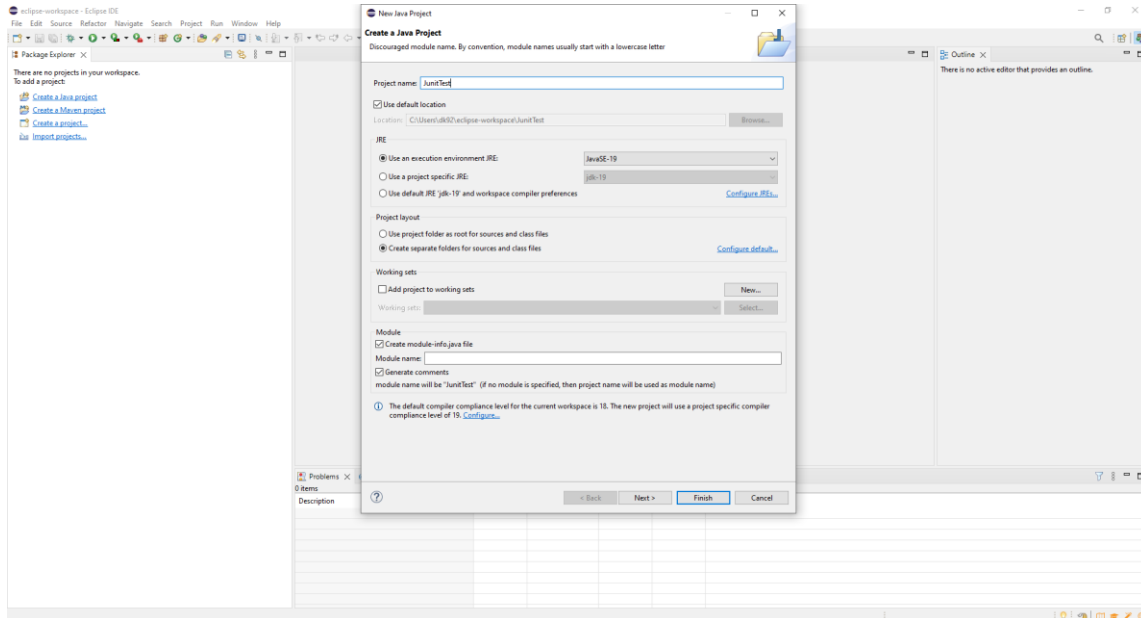 eclipse-workspace - Eclipse IDE
File Edit Source Refactor Navigate Search Project Run Window Help
Package Explorer
There are no projects in your workspace.
To add a project:
Create a Java project
Create a Maven project
Create a project...
Import projects...
New Java Project
Create a Java Project
Discouraged module name. By convention, module names usually start with a lowercase letter
Project name: JunitTest
Use default location
Location: C:\Users\dkfl2\eclipse-workspace\JunitTest Browse...
JRE
Use an execution environment JRE: JavaSE-19
Use a project specific JRE: jdk-19
Use default JRE 'jdk-19' and workspace compiler preferences Configure JREs...
Project layout
Use project folder as root for sources and class files
Create separate folders for sources and class files Configure default...
Working sets
Add project to working sets New...
Working sets: Select...
Module
Create module-info.java file
Module name:
Generate comments
module name will be "JunitTest" (if no module is specified, then project name will be used as module name)
The default compiler compliance level for the current workspace is 18. The new project will use a project specific compiler
compliance level of 19. Configure...
< Back Next > Finish Cancel
Outline
There is no active editor that provides an outline.
Problems
0 items
Description